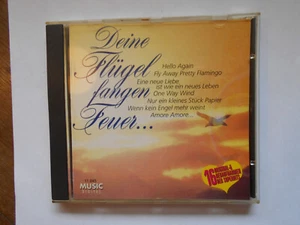 Deine
Flügel
fangen
Feuer...
Hello Again
Fly Away Pretty Flamingo
Eine neue Liebe
ist wie ein neues Leben
One Way Wind
Nur ein kleines Stück Papier
Wenn kein Engel mehr weint
Amore Amore...
MUSIC
16